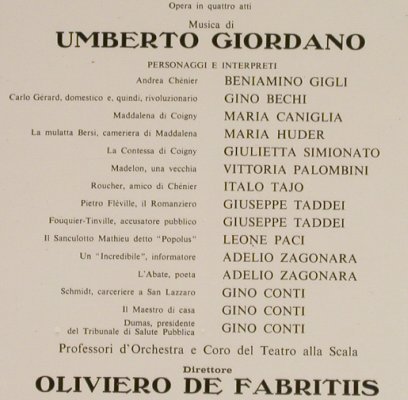 Opera in quattro atti
Musica di
UMBERTO GIORDANO
PERSONAGGI E INTERPRETI
Andrea Chénier BENIAMINO GIGLI
Carlo Gérard, domestico e, quindi, rivoluzionario GINO BECHI
Maddalena di Coigny MARIA CANIGLIA
La mulatta Bersi, cameriera di Maddalena MARIA HUDER
La Contessa di Coigny GIULIETTA SIMIONATO
Madelon, una vecchia VITTORIA PALOMBINI
Roucher, amico di Chénier ITALO TAJO
Pietro Fléville, il Romanziero GIUSEPPE TADDEI
Fouquier-Tinville, accusatore pubblico GIUSEPPE TADDEI
Il Sanculotto Mathieu detto "Populus" LEONE PACI
Un "Incredibile", informatore ADELIO ZAGONARA
L'Abate, poeta ADELIO ZAGONARA
Schmidt, carceriere a San Lazzaro GINO CONTI
Il Maestro di casa GINO CONTI
Dumas, presidente
del Tribunale di Salute Pubblica GINO CONTI
Professori d'Orchestra e Coro del Teatro alla Scala
Direttore
OLIVIERO DE FABRITIIS